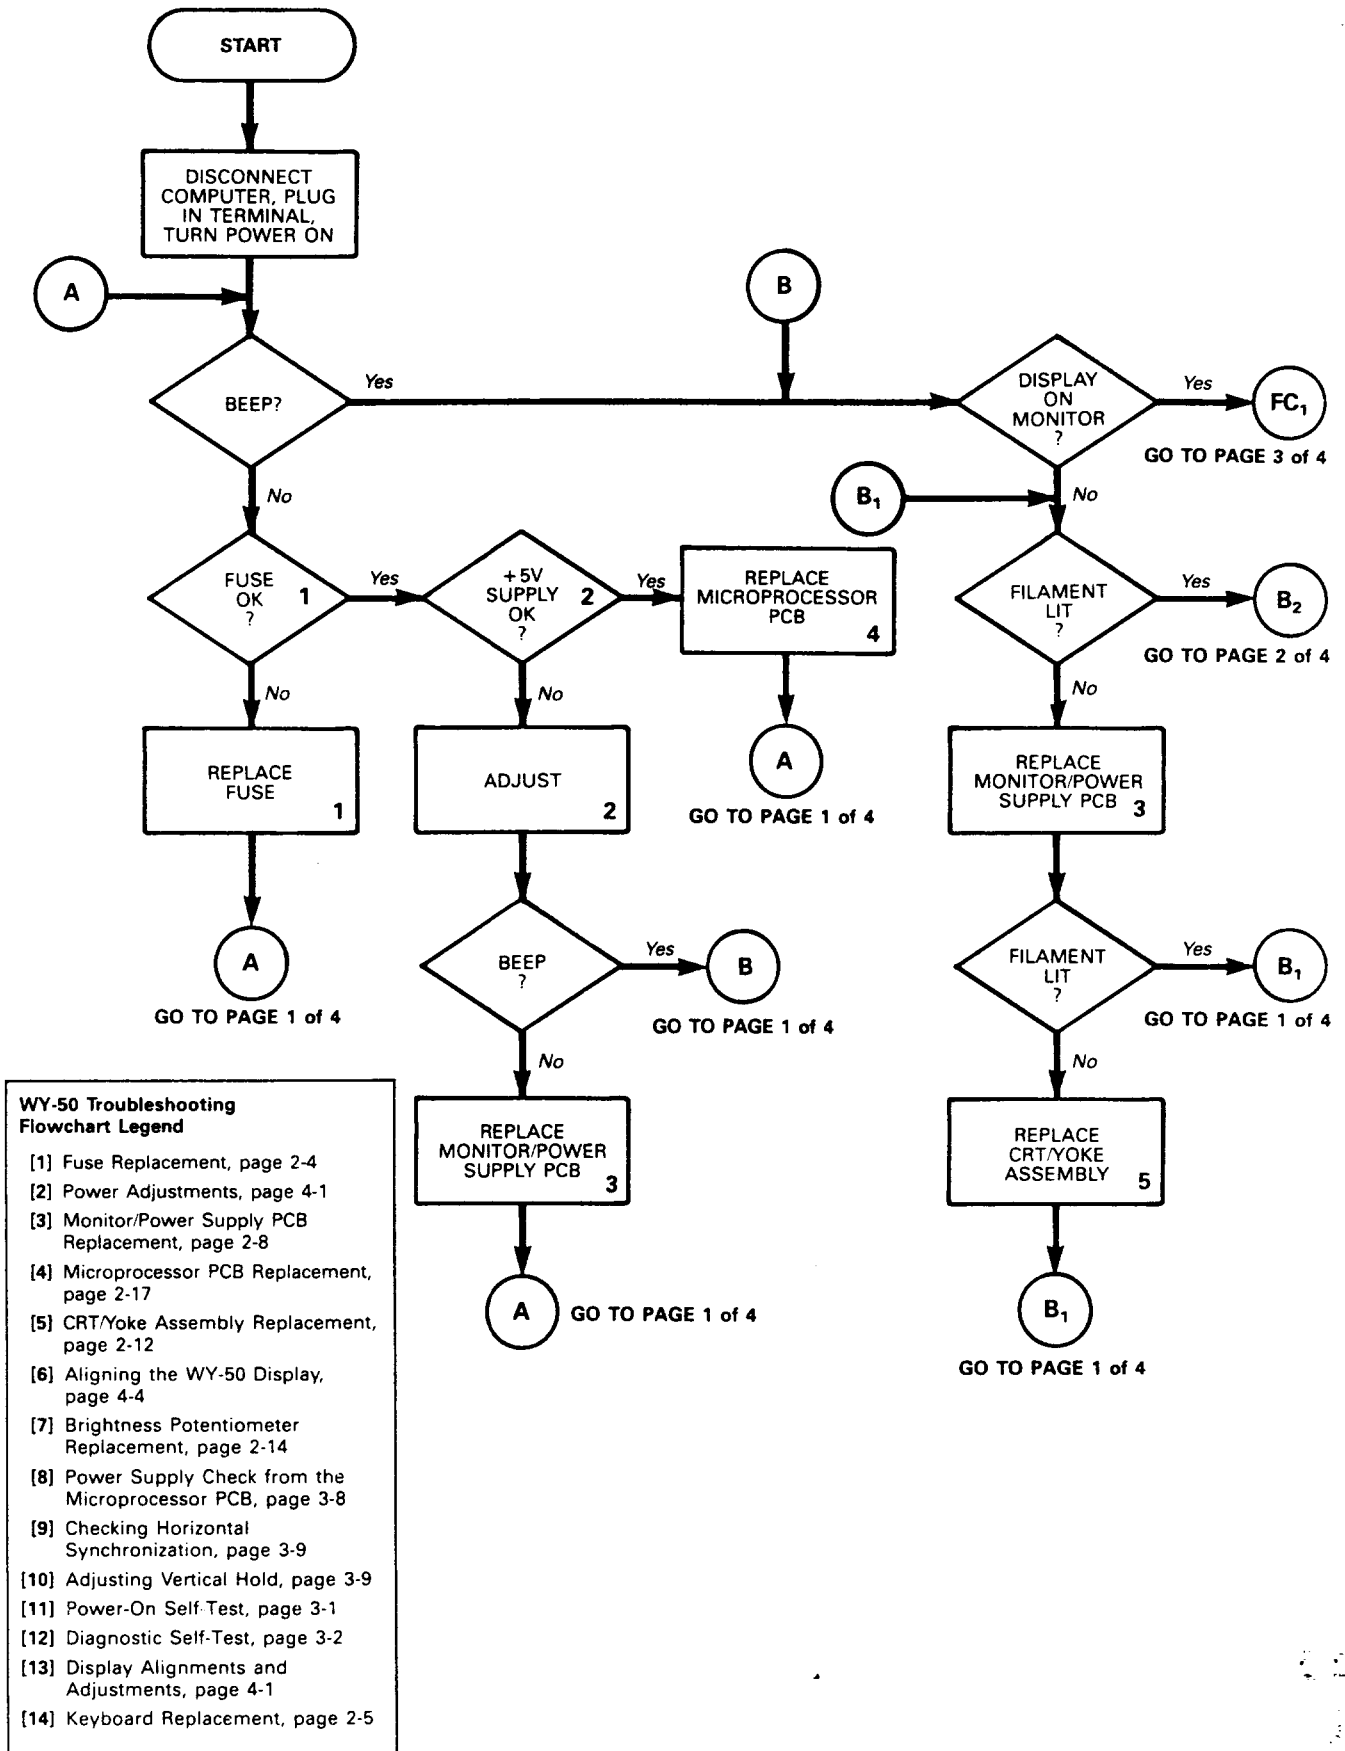 START
DISCONNECT
COMPUTER, PLUG
IN TERMINAL,
TURN POWER ON
A
B
BEEP?
Yes
DISPLAY
ON
MONITOR
?
Yes
FC₁
GO TO PAGE 3 of 4
No
B₁
No
FUSE
OK
?
1
Yes
+5V
SUPPLY
OK
?
2
Yes
REPLACE
MICROPROCESSOR
PCB
4
FILAMENT
LIT
?
Yes
B₂
GO TO PAGE 2 of 4
No
No
No
REPLACE
FUSE
1
ADJUST
2
A
GO TO PAGE 1 of 4
REPLACE
MONITOR/POWER
SUPPLY PCB
3
A
GO TO PAGE 1 of 4
BEEP
?
Yes
B
GO TO PAGE 1 of 4
FILAMENT
LIT
?
Yes
B₁
GO TO PAGE 1 of 4
No
No
REPLACE
MONITOR/POWER
SUPPLY PCB
3
REPLACE
CRT/YOKE
ASSEMBLY
5
A
GO TO PAGE 1 of 4
B₁
GO TO PAGE 1 of 4
WY-50 Troubleshooting
Flowchart Legend
[1] Fuse Replacement, page 2-4
[2] Power Adjustments, page 4-1
[3] Monitor/Power Supply PCB
Replacement, page 2-8
[4] Microprocessor PCB Replacement,
page 2-17
[5] CRT/Yoke Assembly Replacement,
page 2-12
[6] Aligning the WY-50 Display,
page 4-4
[7] Brightness Potentiometer
Replacement, page 2-14
[8] Power Supply Check from the
Microprocessor PCB, page 3-8
[9] Checking Horizontal
Synchronization, page 3-9
[10] Adjusting Vertical Hold, page 3-9
[11] Power-On Self-Test, page 3-1
[12] Diagnostic Self-Test, page 3-2
[13] Display Alignments and
Adjustments, page 4-1
[14] Keyboard Replacement, page 2-5